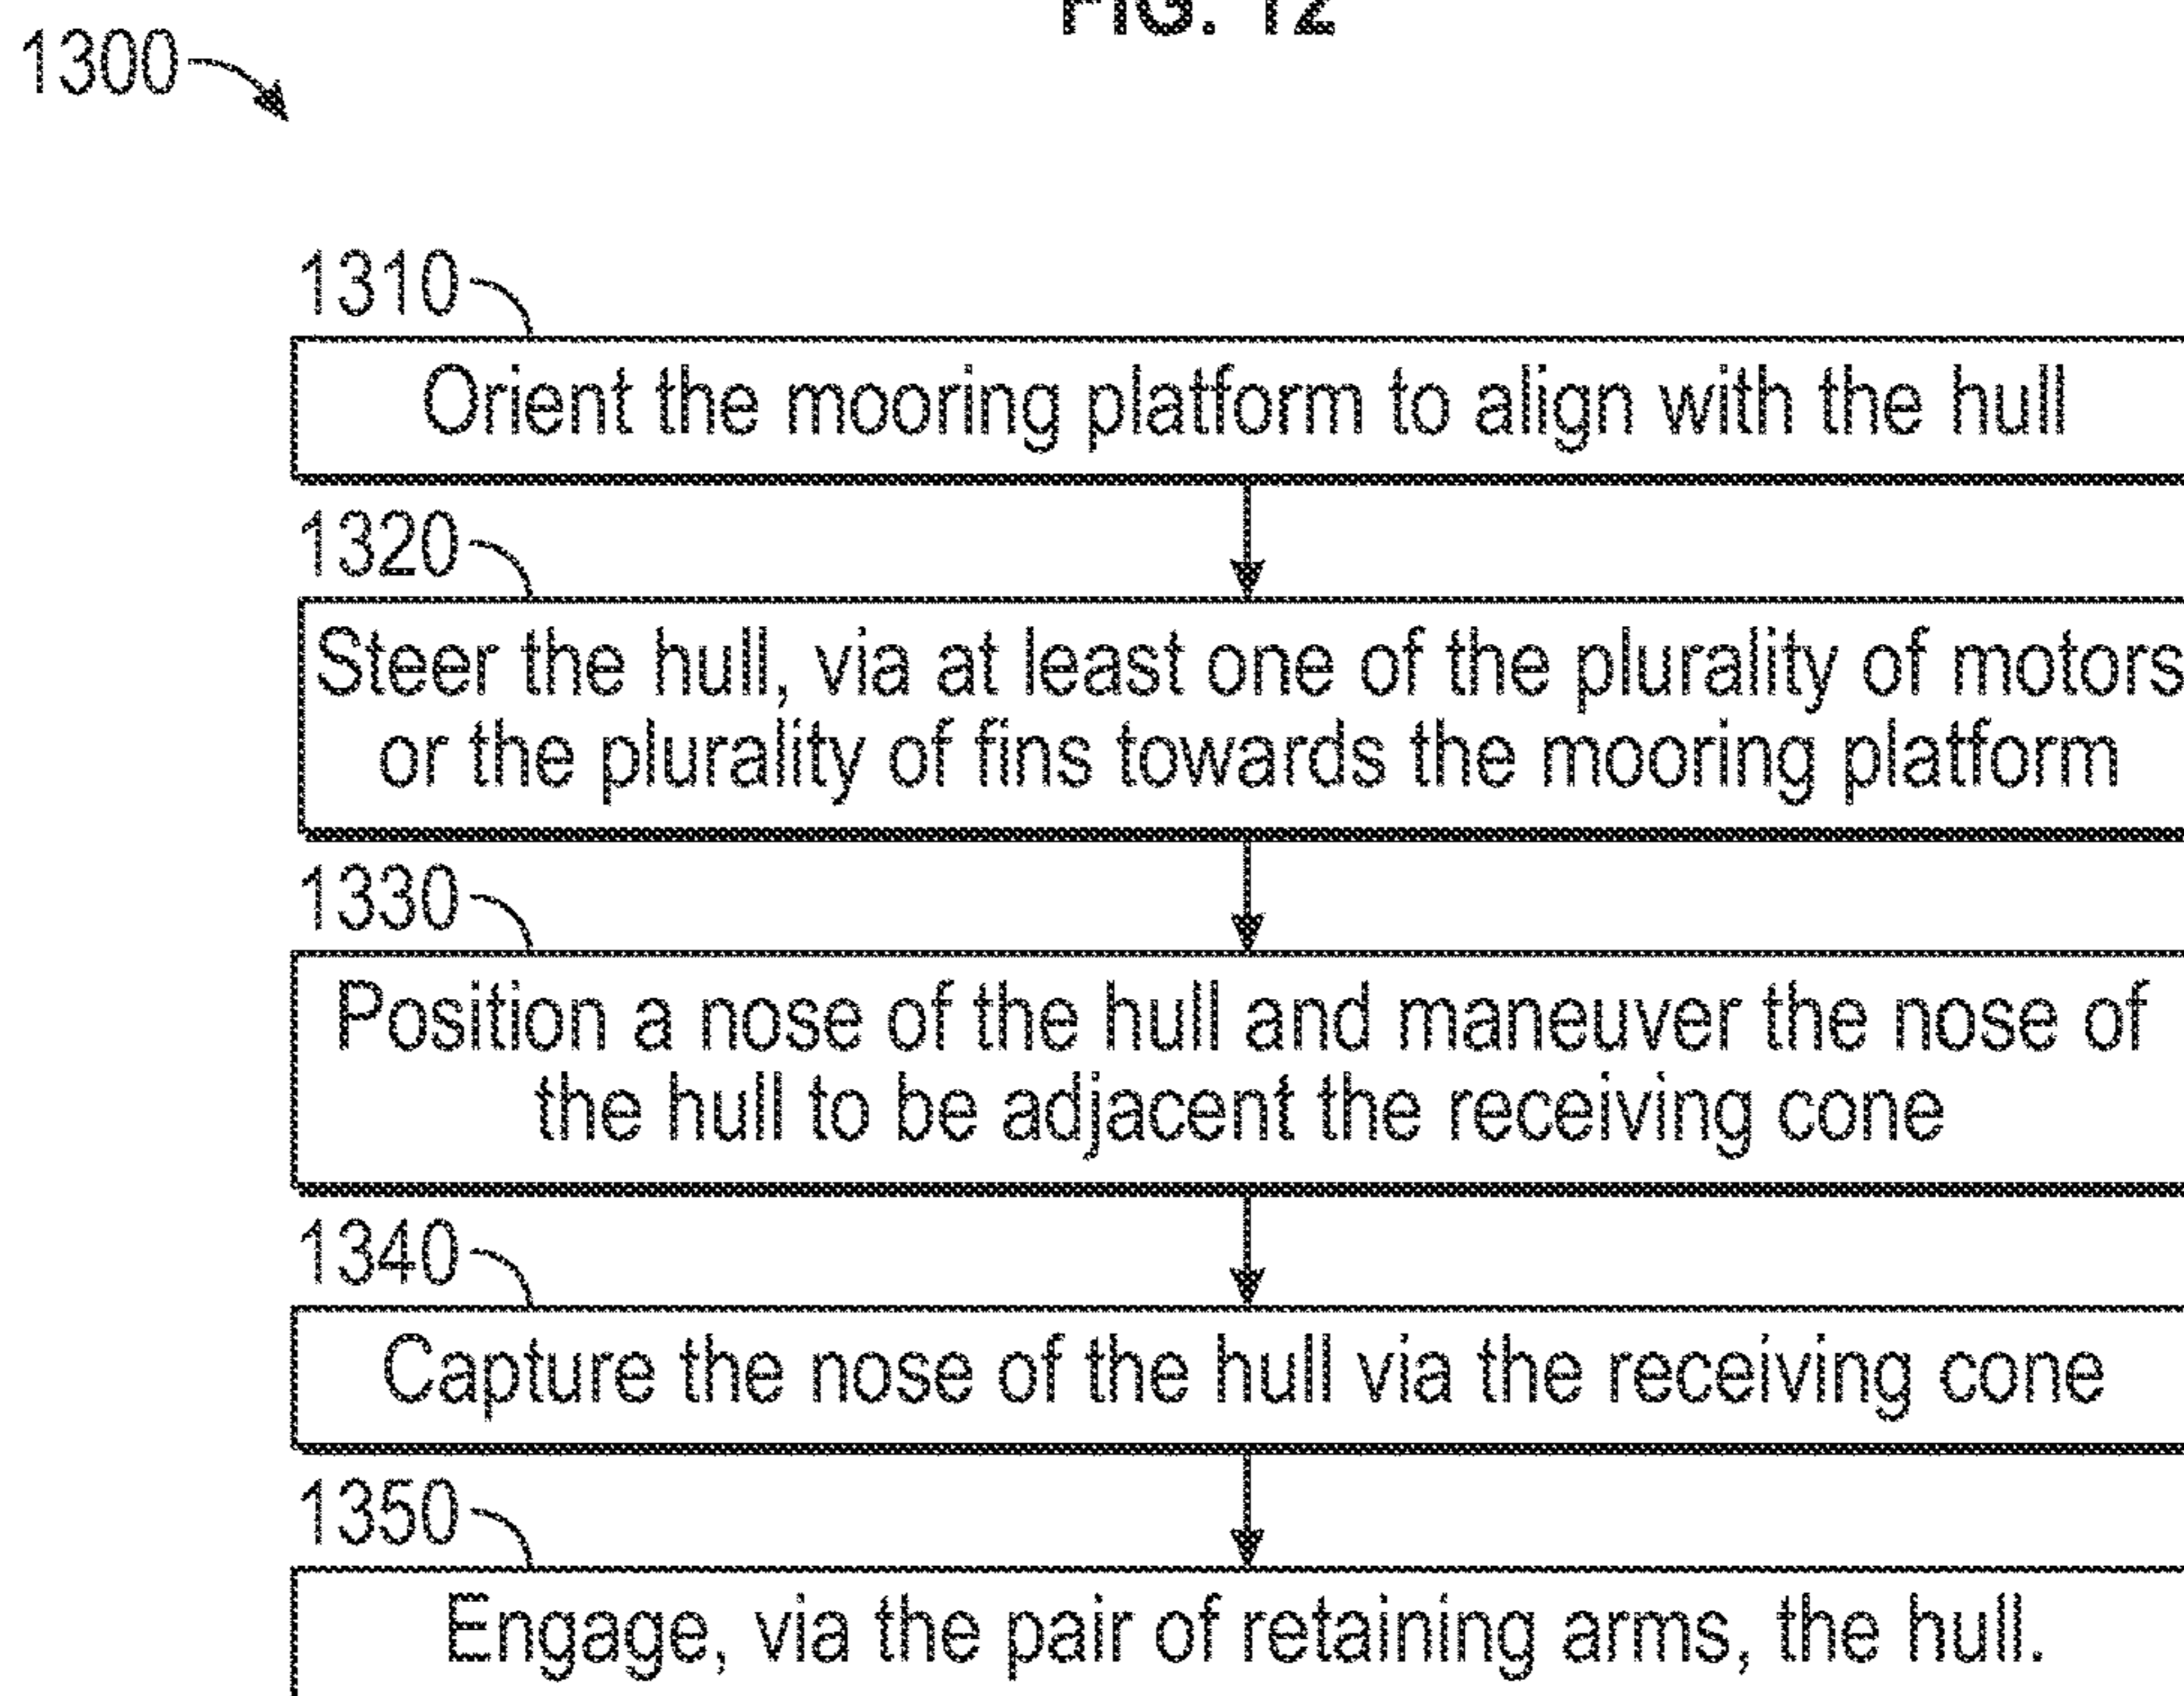 FIG. 12
1300
1310
Orient the mooring platform to align with the hull
1320
Steer the hull, via at least one of the plurality of motors
or the plurality of fins towards the mooring platform
1330
Position a nose of the hull and maneuver the nose of
the hull to be adjacent the receiving cone
1340
Capture the nose of the hull via the receiving cone
1350
Engage, via the pair of retaining arms, the hull.